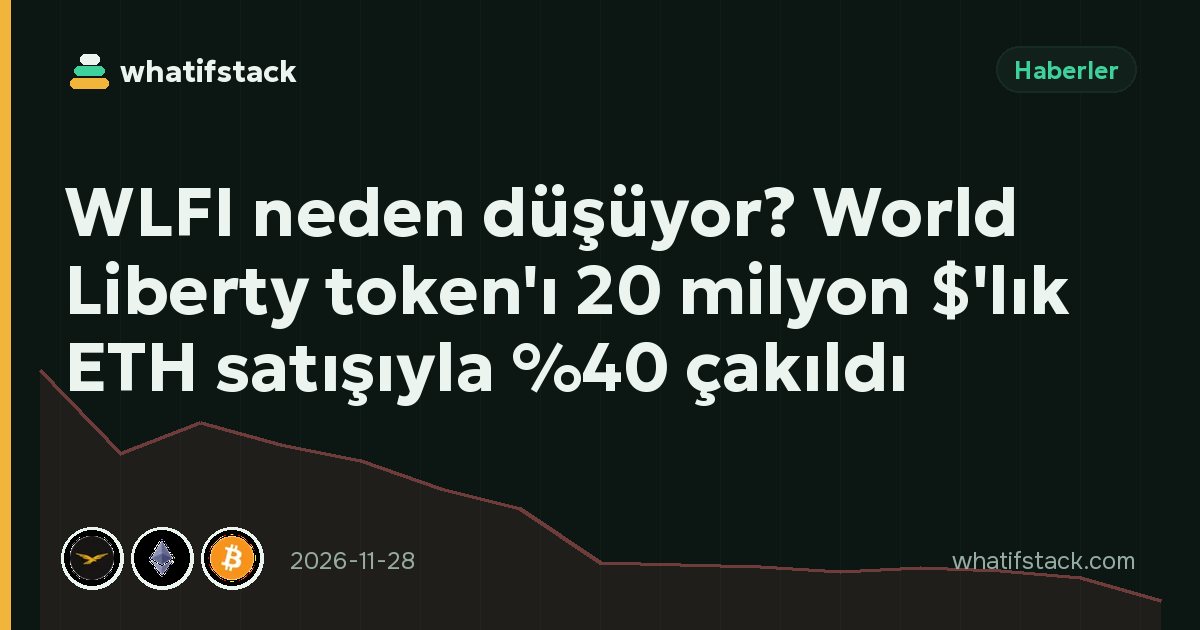 whatifstack
Haberler
WLFI neden düşüyor? World
Liberty token'ı 20 milyon $'lık
ETH satışıyla %40 çakıldı
2026-11-28
whatifstack.com